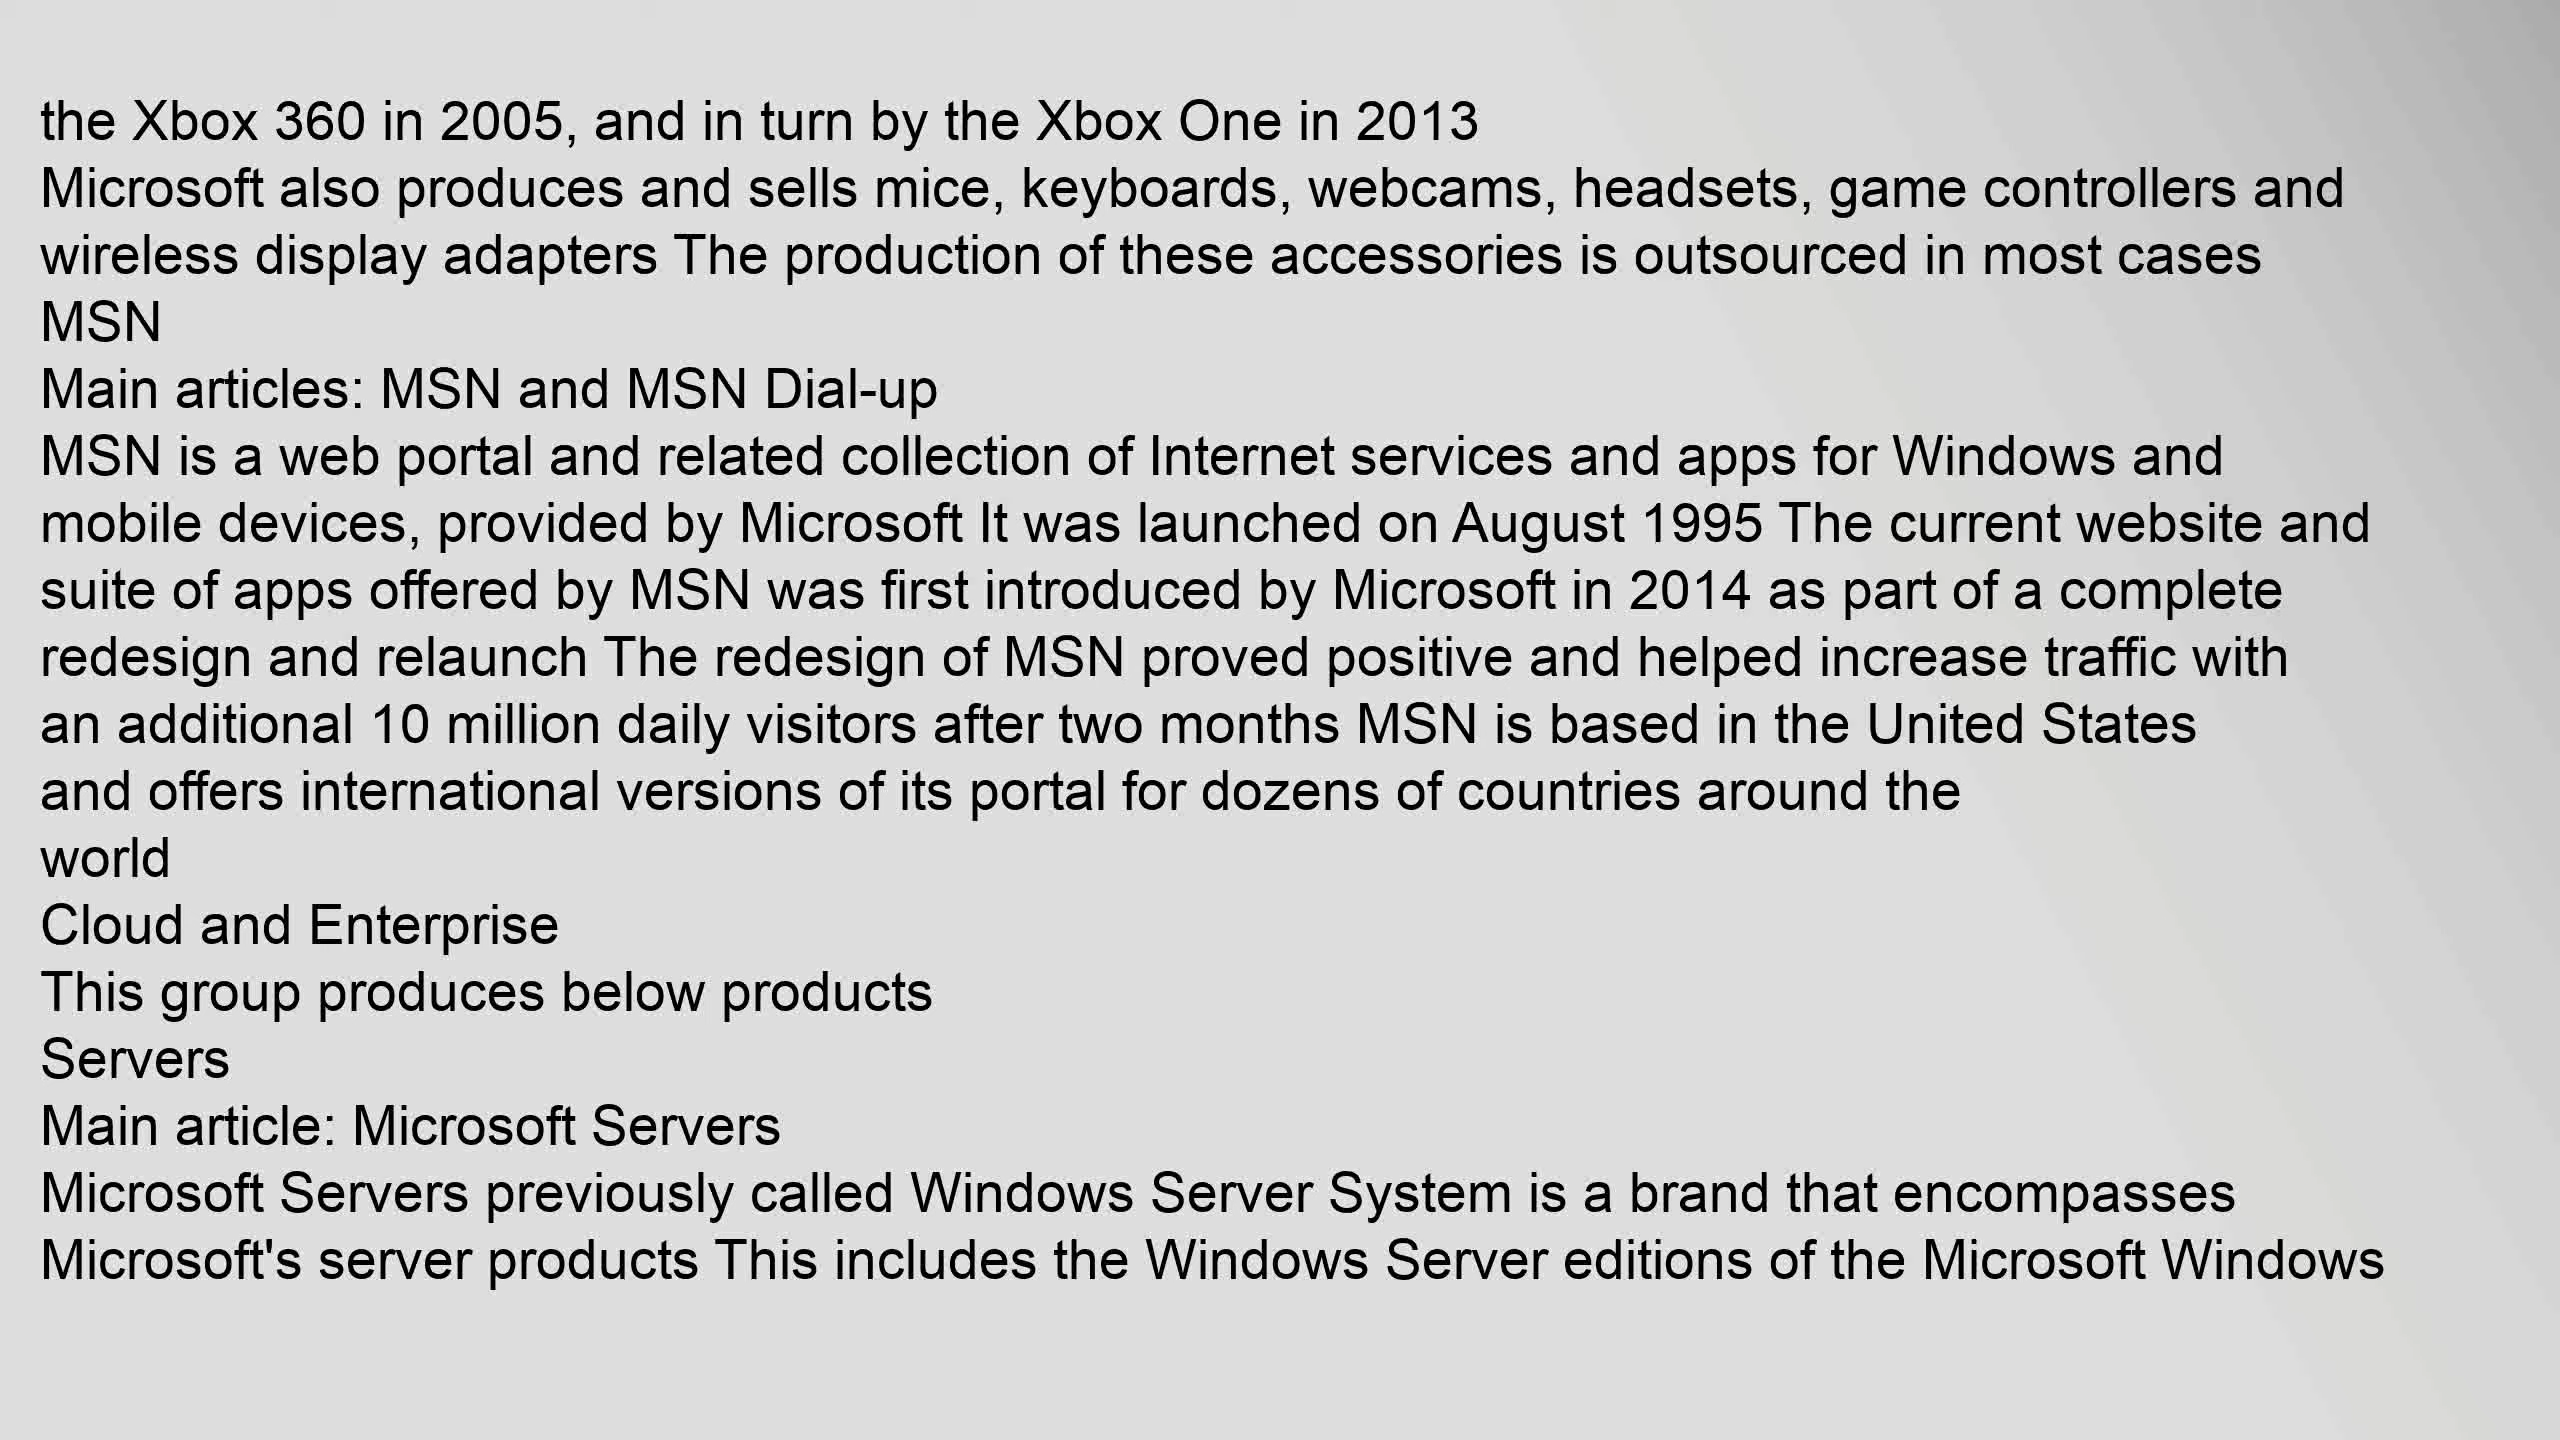 the Xbox 360 in 2005, and in turn by the Xbox One in 2013
Microsoft also produces and sells mice, keyboards, webcams, headsets, game controllers and
wireless display adapters The production of these accessories is outsourced in most cases
MSN
Main articles: MSN and MSN Dial-up
MSN is a web portal and related collection of Internet services and apps for Windows and
mobile devices, provided by Microsoft It was launched on August 1995 The current website and
suite of apps offered by MSN was first introduced by Microsoft in 2014 as part of a complete
redesign and relaunch The redesign of MSN proved positive and helped increase traffic with
an additional 10 million daily visitors after two months MSN is based in the United States
and offers international versions of its portal for dozens of countries around the
world
Cloud and Enterprise
This group produces below products
Servers
Main article: Microsoft Servers
Microsoft Servers previously called Windows Server System is a brand that encompasses
Microsoft's server products This includes the Windows Server editions of the Microsoft Windows